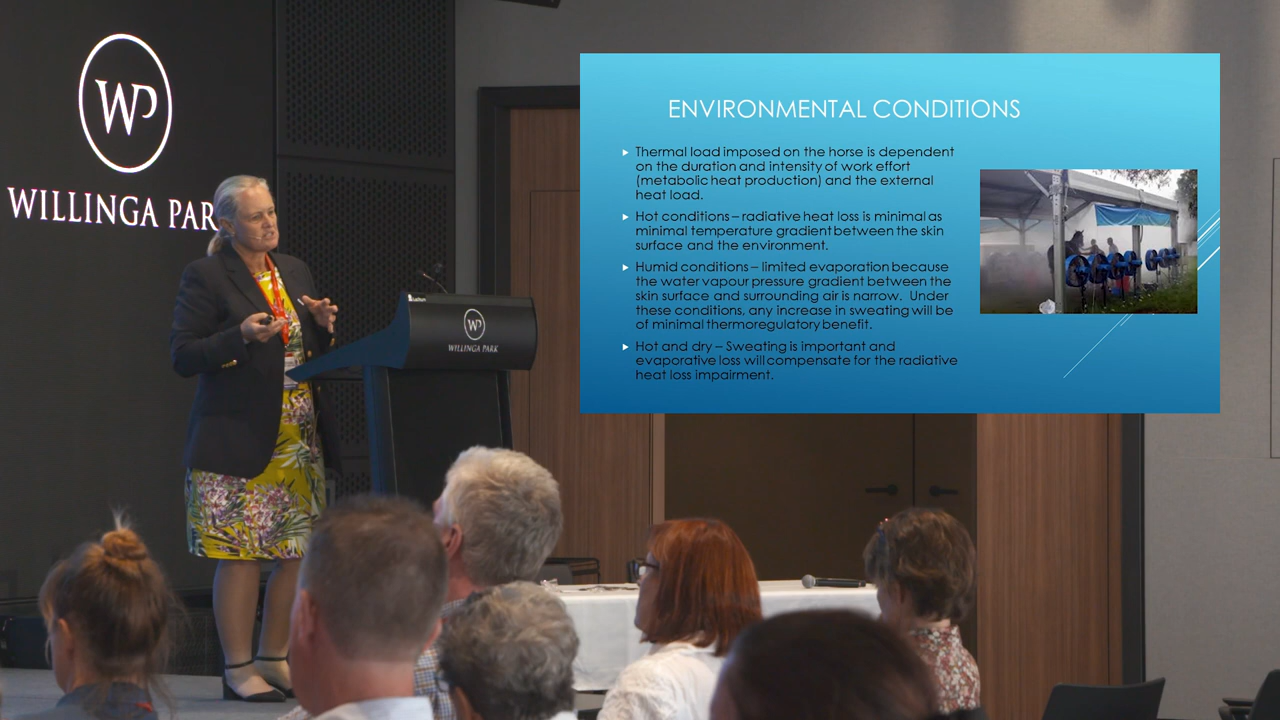 WP
WILLINGA PAR
WP
WILLINGA PARK
ENVIRONMENTAL CONDITIONS
Thermal load imposed on the horse is dependent
on the duration and intensity of work effort
(metabolic heat production) and the external
heat load.
Hot conditions – radiative heat loss is minimal as
minimal temperature gradient between the skin
surface and the environment.
Humid conditions – limited evaporation because
the water vapour pressure gradient between the
skin surface and surrounding air is narrow. Under
these conditions, any increase in sweating will be
of minimal thermoregulatory benefit.
Hot and dry – Sweating is important and
evaporative loss will compensate for the radiative
heat loss impairment.